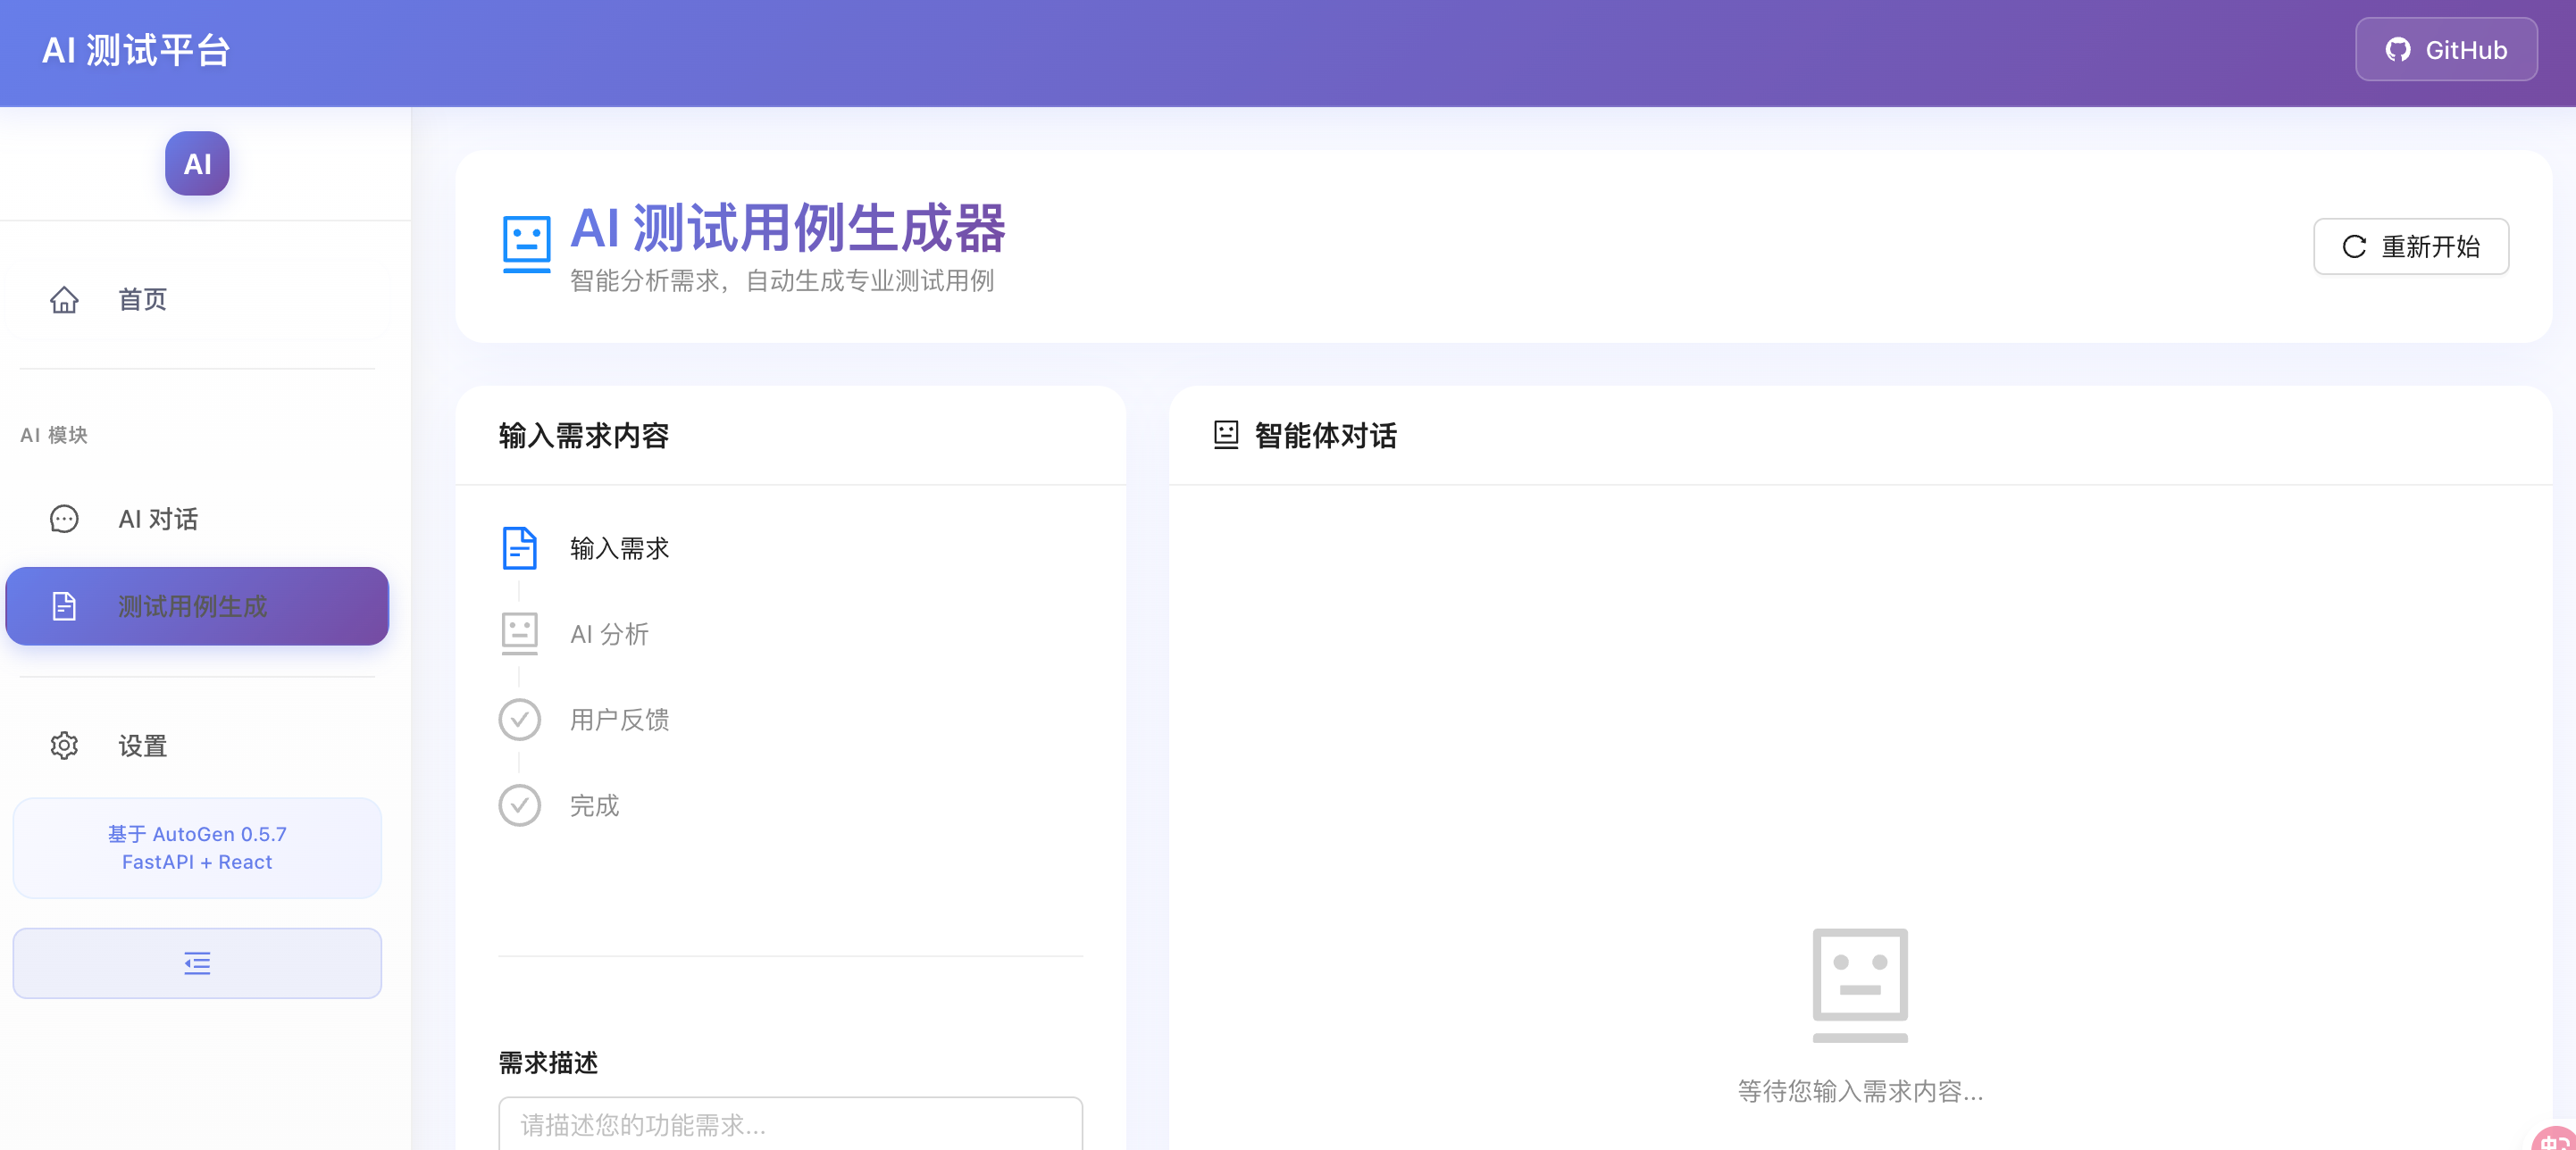 AI 测试平台
GitHub
AI
首页
AI 模块
AI 对话
测试用例生成
设置
基于 AutoGen 0.5.7
FastAPI + React
AI 测试用例生成器
智能分析需求，自动生成专业测试用例
重新开始
输入需求内容
输入需求
AI 分析
用户反馈
完成
需求描述
请描述您的功能需求...
智能体对话
等待您输入需求内容...